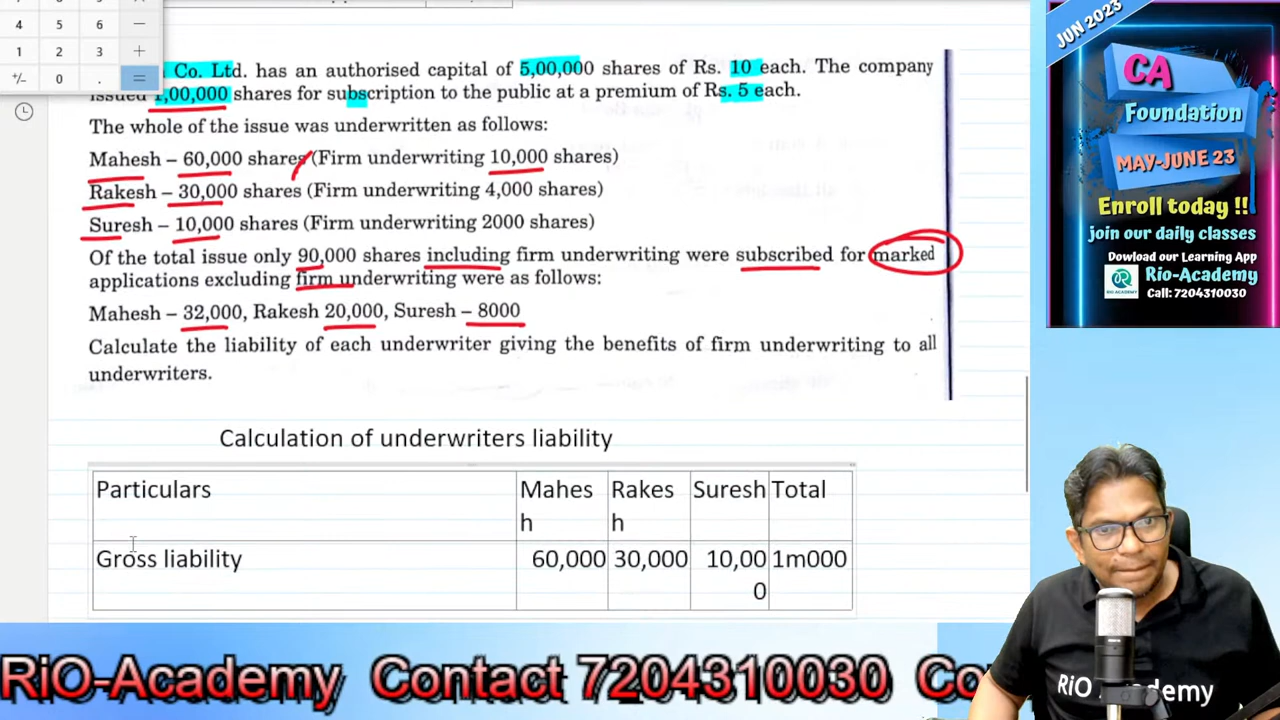 4 5 6 −
1 2 3 +
+/− 0 . =
Co. Ltd. has an authorised capital of 5,00,000 shares of Rs. 10 each. The company
issued 1,00,000 shares for subscription to the public at a premium of Rs. 5 each.
The whole of the issue was underwritten as follows:
Mahesh – 60,000 shares (Firm underwriting 10,000 shares)
Rakesh – 30,000 shares (Firm underwriting 4,000 shares)
Suresh – 10,000 shares (Firm underwriting 2000 shares)
Of the total issue only 90,000 shares including firm underwriting were subscribed for marked
applications excluding firm underwriting were as follows:
Mahesh – 32,000, Rakesh 20,000, Suresh – 8000
Calculate the liability of each underwriter giving the benefits of firm underwriting to all
underwriters.
Calculation of underwriters liability
Particulars Mahes Rakes Suresh Total
h h
Gross liability 60,000 30,000 10,00 1m000
0
JUN 2023
CA
Foundation
MAY-JUNE 23
Enroll today !!
join our daily classes
Dowload our Learning App
RIO ACADEMY
Rio-Academy
Call: 7204310030
RiO Academy
RiO-Academy Contact 7204310030 Co